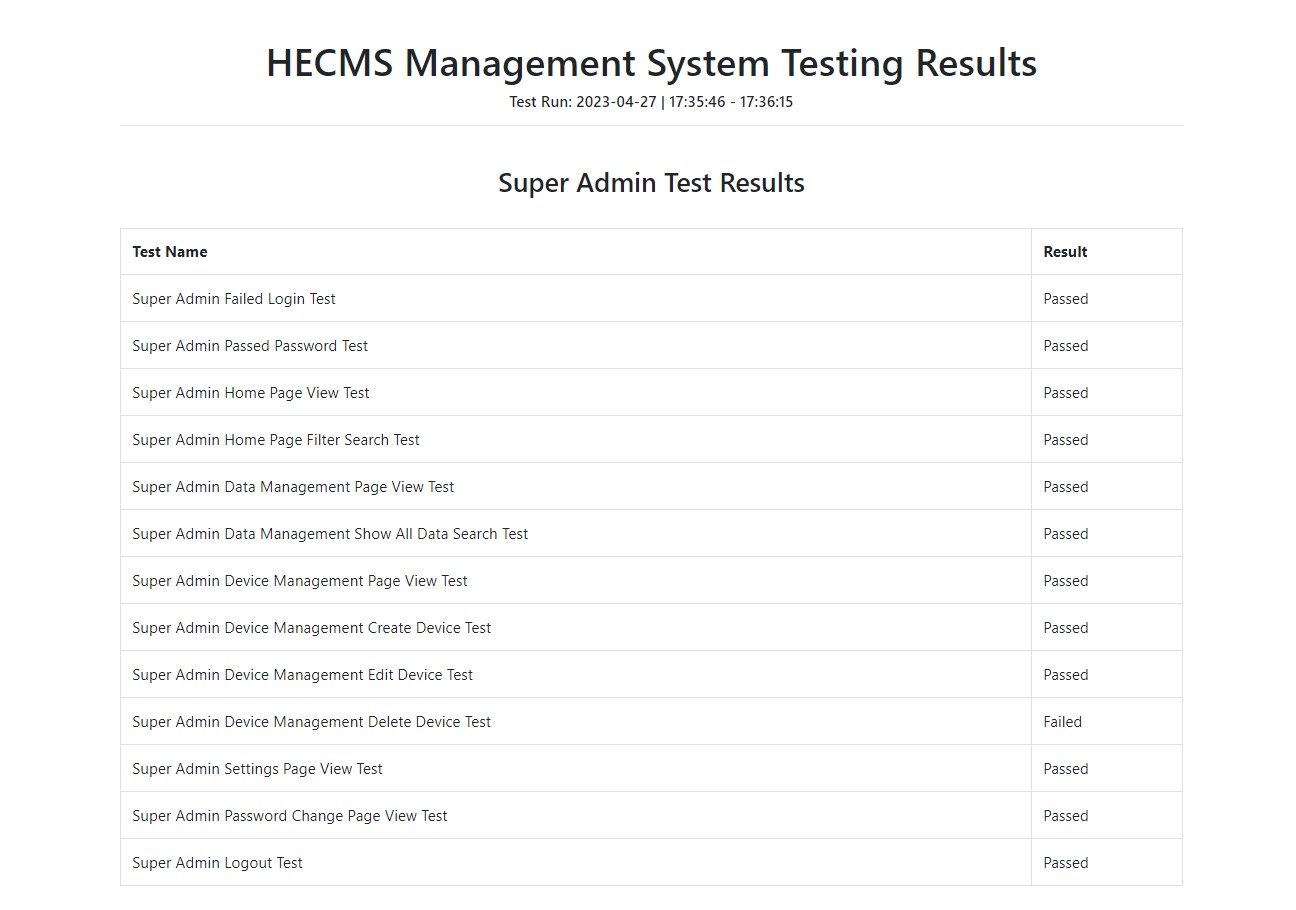 HECMS Management System Testing Results
Test Run: 2023-04-27 | 17:35:46 - 17:36:15
Super Admin Test Results
Test Name Result
Super Admin Failed Login Test Passed
Super Admin Passed Password Test Passed
Super Admin Home Page View Test Passed
Super Admin Home Page Filter Search Test Passed
Super Admin Data Management Page View Test Passed
Super Admin Data Management Show All Data Search Test Passed
Super Admin Device Management Page View Test Passed
Super Admin Device Management Create Device Test Passed
Super Admin Device Management Edit Device Test Passed
Super Admin Device Management Delete Device Test Failed
Super Admin Settings Page View Test Passed
Super Admin Password Change Page View Test Passed
Super Admin Logout Test Passed